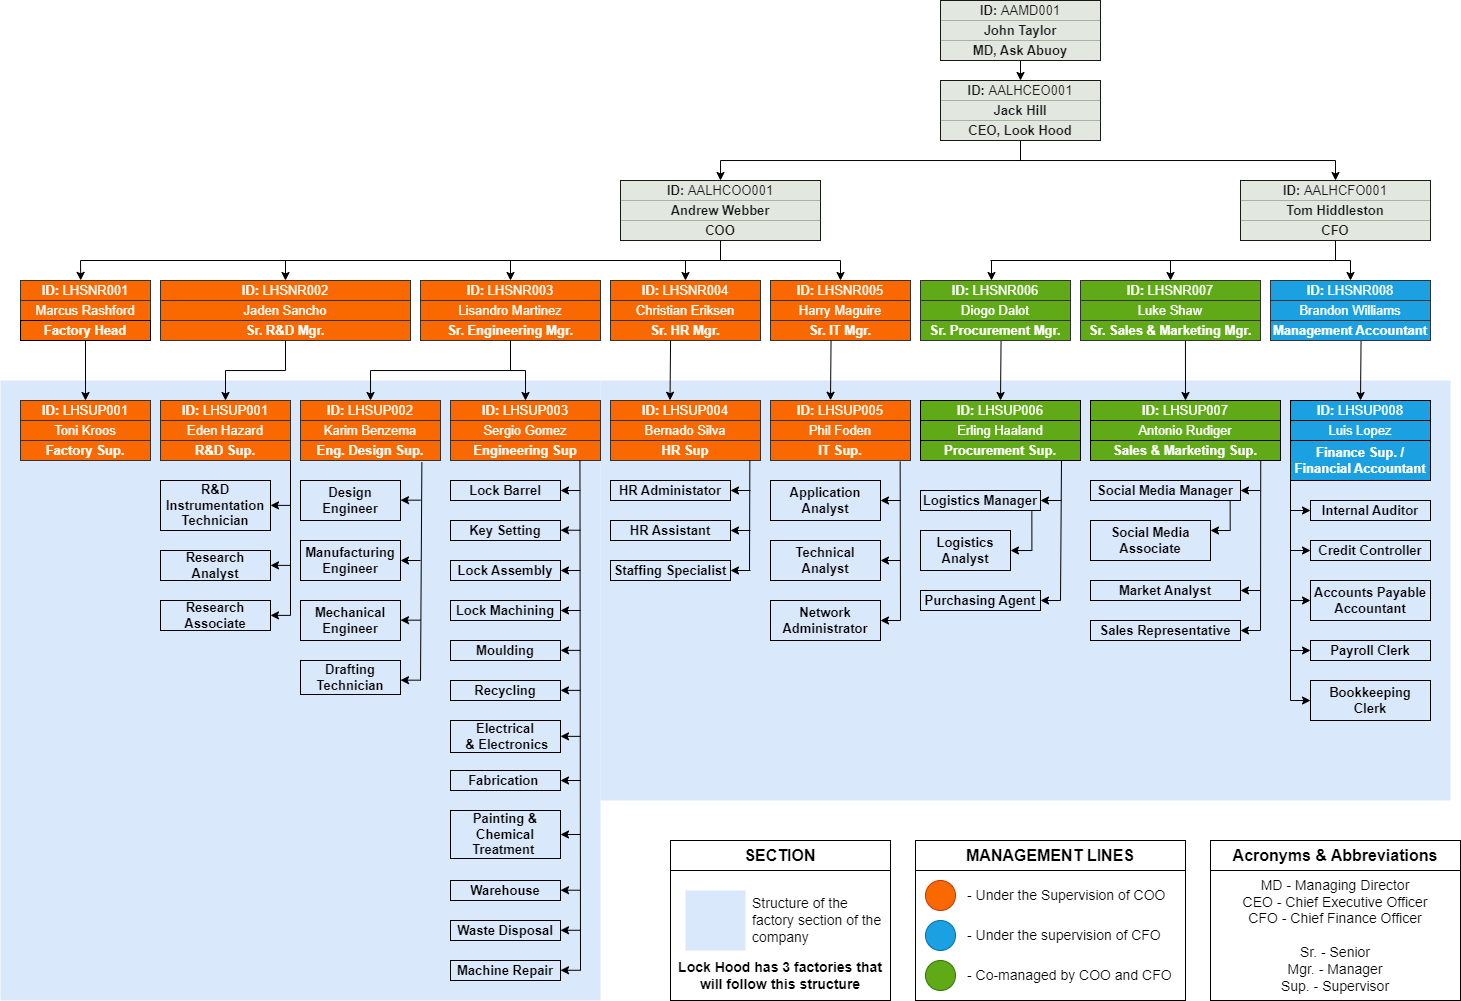 ID: AAMD001
John Taylor
MD, Ask Abuoy
ID: AALHCEO001
Jack Hill
CEO, Look Hood
ID: AALHCOO001
Andrew Webber
COO
ID: AALHCFO001
Tom Hiddleston
CFO
ID: LHSNR001
Marcus Rashford
Factory Head
ID: LHSNR002
Jaden Sancho
Sr. R&D Mgr.
ID: LHSNR003
Lisandro Martinez
Sr. Engineering Mgr.
ID: LHSNR004
Christian Eriksen
Sr. HR Mgr.
ID: LHSNR005
Harry Maguire
Sr. IT Mgr.
ID: LHSNR006
Diogo Dalot
Sr. Procurement Mgr.
ID: LHSNR007
Luke Shaw
Sr. Sales & Marketing Mgr.
ID: LHSNR008
Brandon Williams
Management Accountant
ID: LHSUP001
Toni Kroos
Factory Sup.
ID: LHSUP001
Eden Hazard
R&D Sup.
R&D
Instrumentation
Technician
Research
Analyst
Research
Associate
ID: LHSUP002
Karim Benzema
Eng. Design Sup.
Design
Engineer
Manufacturing
Engineer
Mechanical
Engineer
Drafting
Technician
ID: LHSUP003
Sergio Gomez
Engineering Sup
Lock Barrel
Key Setting
Lock Assembly
Lock Machining
Moulding
Recycling
Electrical
& Electronics
Fabrication
Painting &
Chemical
Treatment
Warehouse
Waste Disposal
Machine Repair
ID: LHSUP004
Bernado Silva
HR Sup
HR Administator
HR Assistant
Staffing Specialist
ID: LHSUP005
Phil Foden
IT Sup.
Application
Analyst
Technical
Analyst
Network
Administrator
ID: LHSUP006
Erling Haaland
Procurement Sup.
Logistics Manager
Logistics
Analyst
Purchasing Agent
ID: LHSUP007
Antonio Rudiger
Sales & Marketing Sup.
Social Media Manager
Social Media
Associate
Market Analyst
Sales Representative
ID: LHSUP008
Luis Lopez
Finance Sup. /
Financial Accountant
Internal Auditor
Credit Controller
Accounts Payable
Accountant
Payroll Clerk
Bookkeeping
Clerk
SECTION
Structure of the
factory section of the
company
Lock Hood has 3 factories that
will follow this structure
MANAGEMENT LINES
- Under the Supervision of COO
- Under the supervision of CFO
- Co-managed by COO and CFO
Acronyms & Abbreviations
MD - Managing Director
CEO - Chief Executive Officer
CFO - Chief Finance Officer
Sr. - Senior
Mgr. - Manager
Sup. - Supervisor